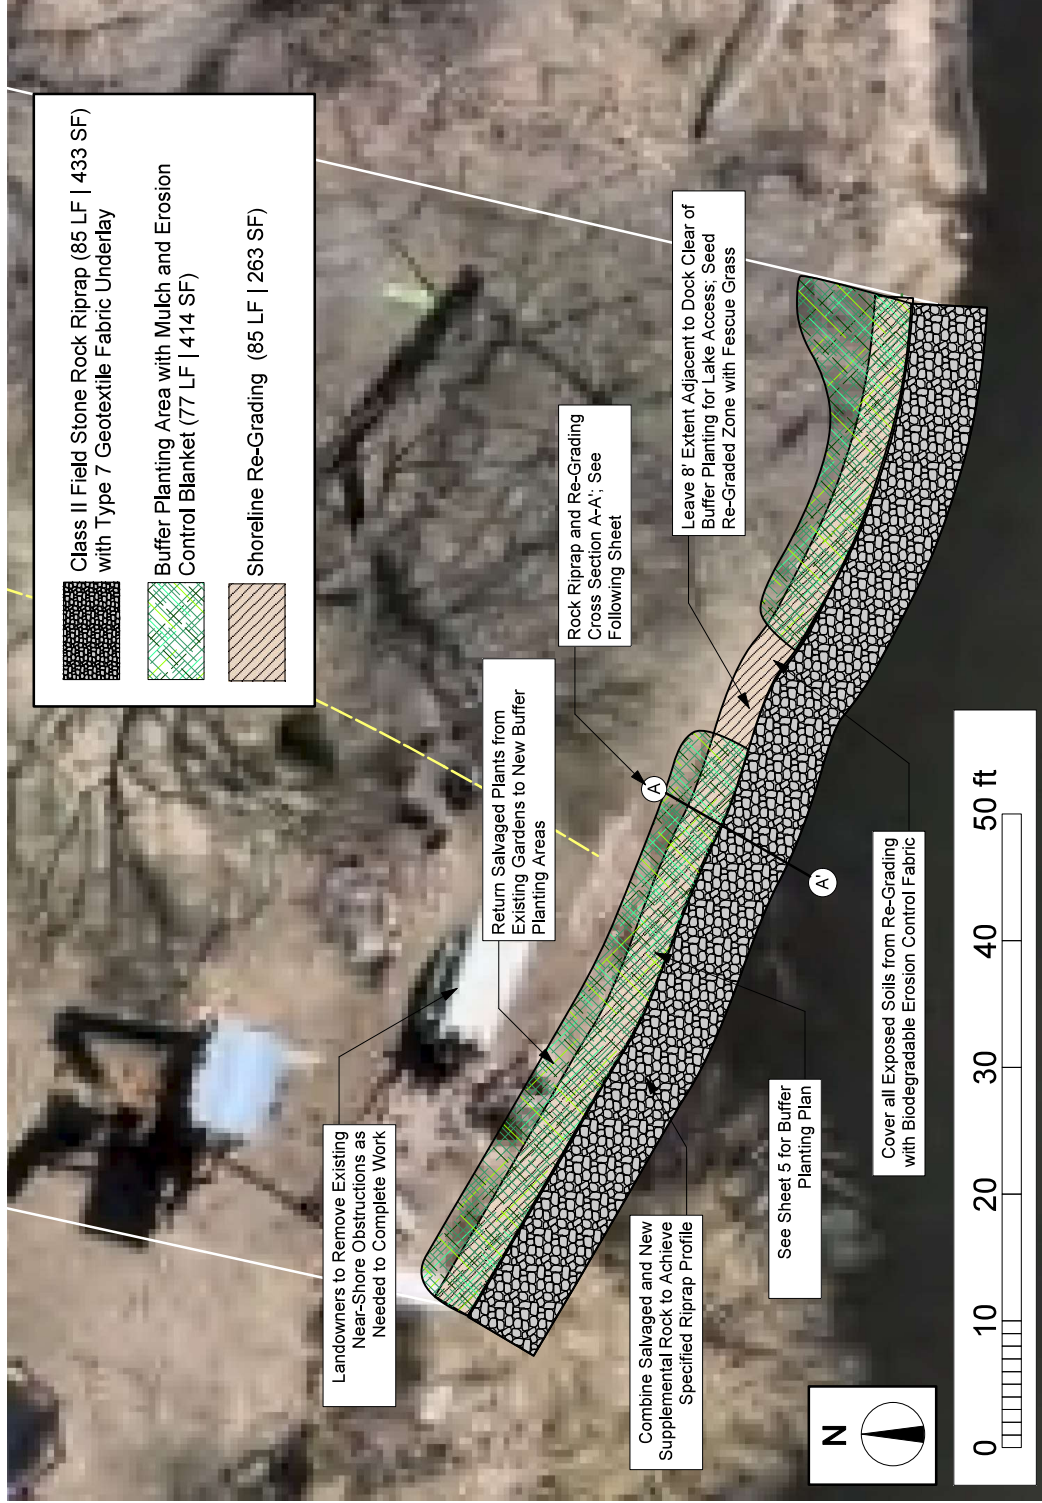 Class II Field Stone Rock Riprap (85 LF | 433 SF)
with Type 7 Geotextile Fabric Underlay
Buffer Planting Area with Mulch and Erosion
Control Blanket (77 LF | 414 SF)
Shoreline Re-Grading (85 LF | 263 SF)
Landowners to Remove Existing
Near-Shore Obstructions as
Needed to Complete Work
Return Salvaged Plants from
Existing Gardens to New Buffer
Planting Areas
Rock Riprap and Re-Grading
Cross Section A-A'; See
Following Sheet
Leave 8' Extent Adjacent to Dock Clear of
Buffer Planting for Lake Access; Seed
Re-Graded Zone with Fescue Grass
A
A'
Combine Salvaged and New
Supplemental Rock to Achieve
Specified Riprap Profile
See Sheet 5 for Buffer
Planting Plan
Cover all Exposed Soils from Re-Grading
with Biodegradable Erosion Control Fabric
N
0 10 20 30 40 50 ft